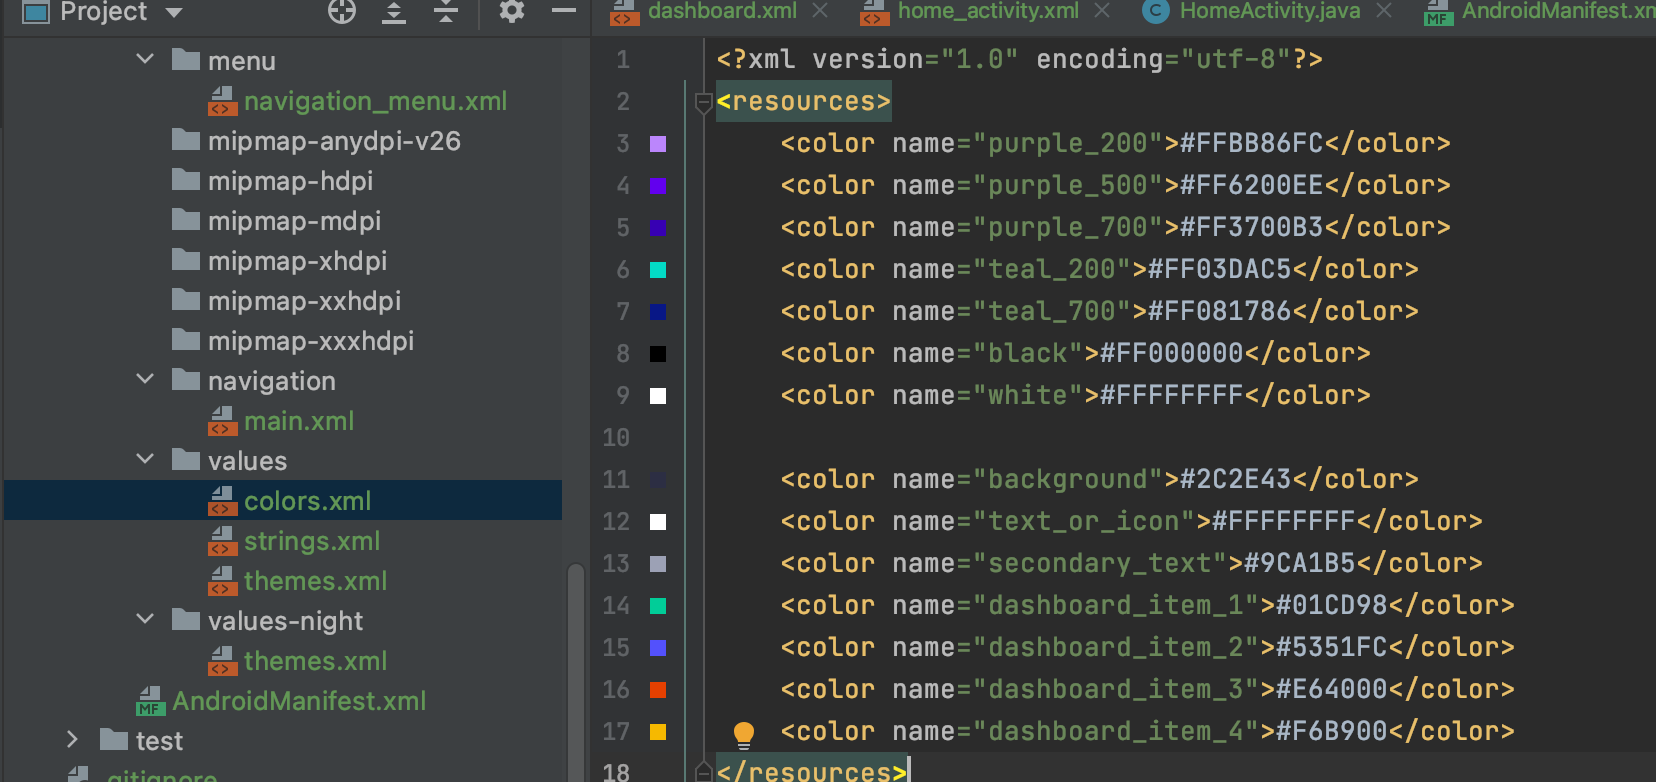 Project
menu
navigation_menu.xml
mipmap-anydpi-v26
mipmap-hdpi
mipmap-mdpi
mipmap-xhdpi
mipmap-xxhdpi
mipmap-xxxhdpi
navigation
main.xml
values
colors.xml
strings.xml
themes.xml
values-night
themes.xml
MF AndroidManifest.xml
test
.gitignore
dashboard.xml home_activity.xml C HomeActivity.java MF AndroidManifest.xm
1 <?xml version="1.0" encoding="utf-8"?>
2 <resources>
3 <color name="purple_200">#FFBB86FC</color>
4 <color name="purple_500">#FF6200EE</color>
5 <color name="purple_700">#FF3700B3</color>
6 <color name="teal_200">#FF03DAC5</color>
7 <color name="teal_700">#FF081786</color>
8 <color name="black">#FF000000</color>
9 <color name="white">#FFFFFFFF</color>
10
11 <color name="background">#2C2E43</color>
12 <color name="text_or_icon">#FFFFFFFF</color>
13 <color name="secondary_text">#9CA1B5</color>
14 <color name="dashboard_item_1">#01CD98</color>
15 <color name="dashboard_item_2">#5351FC</color>
16 <color name="dashboard_item_3">#E64000</color>
17 <color name="dashboard_item_4">#F6B900</color>
18 </resources>